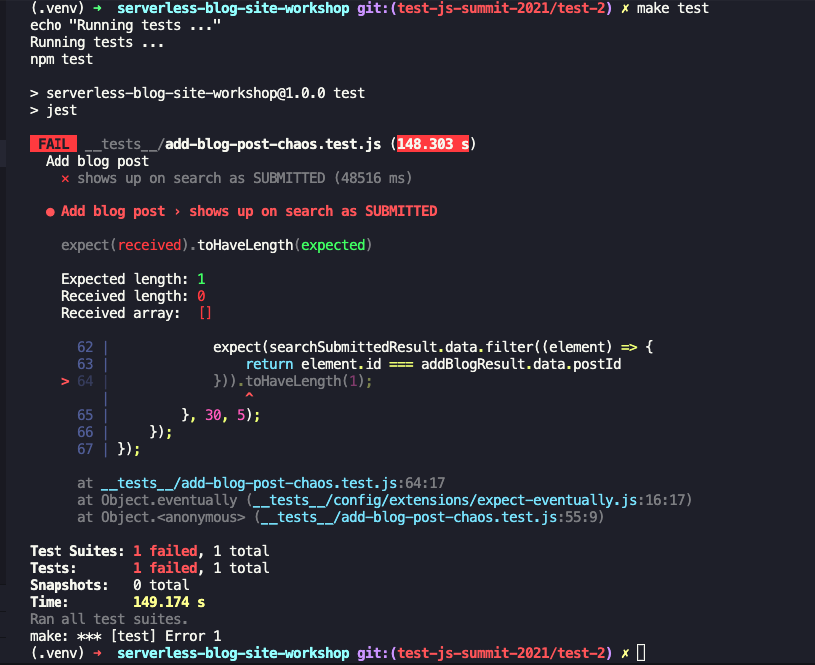 (.venv) ➜  serverless-blog-site-workshop git:(test-js-summit-2021/test-2) ✗ make test
echo "Running tests ..."
Running tests ...
npm test

> serverless-blog-site-workshop@1.0.0 test
> jest

FAIL __tests__/add-blog-post-chaos.test.js (148.303 s)
  Add blog post
    ✕ shows up on search as SUBMITTED (48516 ms)

  ● Add blog post › shows up on search as SUBMITTED

    expect(received).toHaveLength(expected)

    Expected length: 1
    Received length: 0
    Received array:  []

      62 |             expect(searchSubmittedResult.data.filter((element) => {
      63 |                 return element.id === addBlogResult.data.postId
    > 64 |             })).toHaveLength(1);
         |                 ^
      65 |         }, 30, 5);
      66 |     });
      67 | });

      at __tests__/add-blog-post-chaos.test.js:64:17
      at Object.eventually (__tests__/config/extensions/expect-eventually.js:16:17)
      at Object.<anonymous> (__tests__/add-blog-post-chaos.test.js:55:9)

Test Suites: 1 failed, 1 total
Tests:       1 failed, 1 total
Snapshots:   0 total
Time:        149.174 s
Ran all test suites.
make: *** [test] Error 1
(.venv) ➜  serverless-blog-site-workshop git:(test-js-summit-2021/test-2) ✗